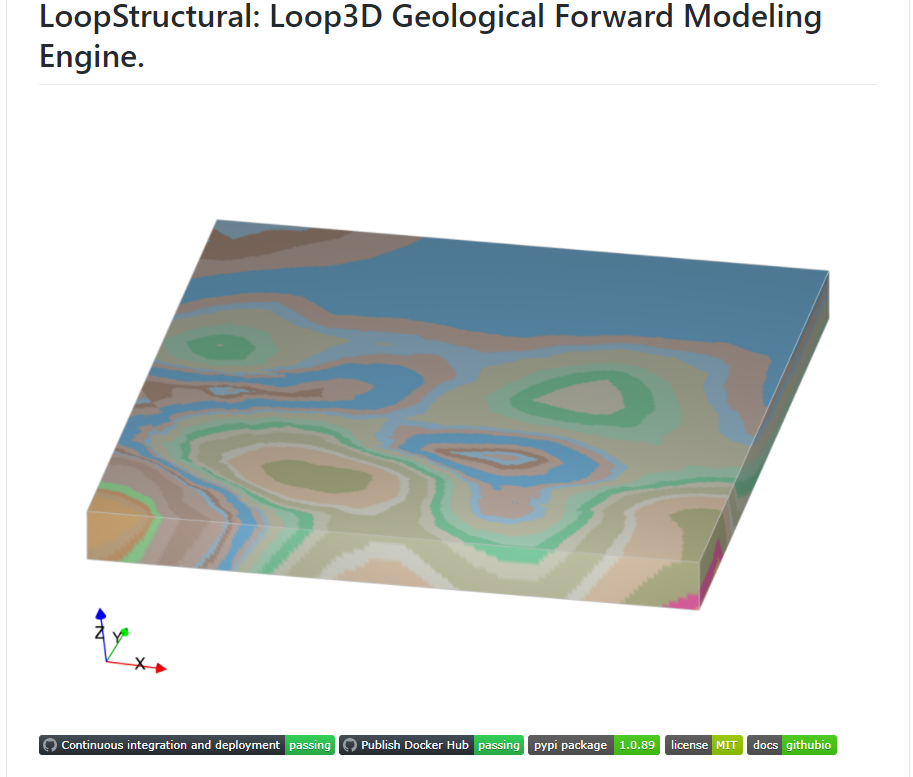 LoopStructural: Loop3D Geological Forward Modeling
Engine.
Z
Y
X
Continuous integration and deployment passing Publish Docker Hub passing pypi package 1.0.89 license MIT docs githubio